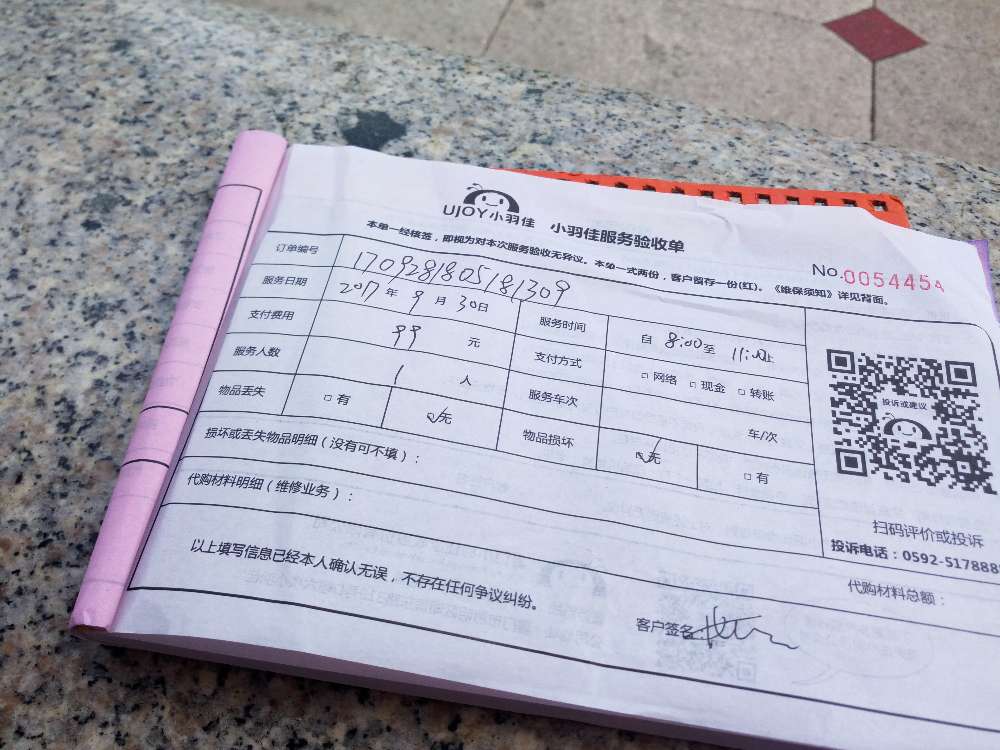 UJOY小羽佳 小羽佳服务验收单
本单一经核签，即视为对本次服务验收无异议。本单一式两份，客户留存一份(红)。《维保须知》详见背面。
No.005445
订单编号 170928180518 1309
服务日期 2017年9月30日 服务时间 自 8:00至 11:00止
支付费用 99 元 支付方式 □网络 □现金 □转账
服务人数 1 人 服务车次 车/次
物品丢失 □有 ☑无 物品损坏 ☑无 □有
损坏或丢失物品明细（没有可不填）：
代购材料明细（维修业务）：
代购材料总额：
投诉或建议
扫码评价或投诉
投诉电话：0592-517888
以上填写信息已经本人确认无误，不存在任何争议纠纷。
客户签名